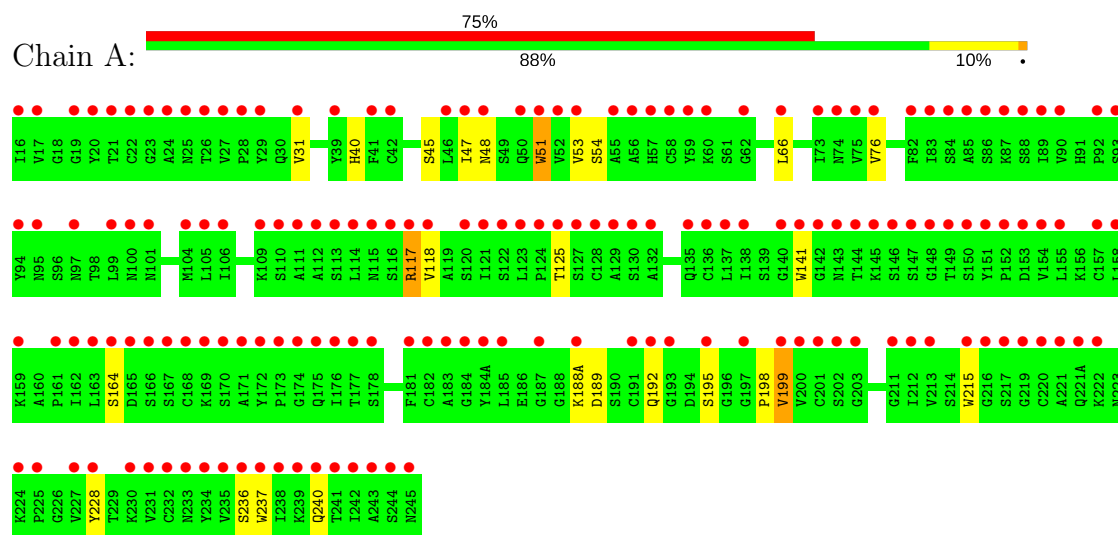 75%
Chain A:
88% 10% •
I16 V17 G18 G19 Y20 T21 C22 G23 A24 N25 T26 V27 P28 Y29 Q30 V31 Y39 H40 F41 C42 S45 L46 I47 N48 S49 Q50 W51 V52 V53 S54 A55 A56 H57 C58 Y59 K60 S61 G62 L66 I73 N74 V75 V76 F82 I83 S84 A85 S86 K87 S88 I89 V90 H91 P92 S93
Y94 N95 S96 N97 T98 L99 N100 N101 M104 L105 I106 K109 S110 A111 A112 S113 L114 N115 S116 R117 V118 A119 S120 I121 S122 L123 P124 T125 S127 C128 A129 S130 A132 Q135 C136 L137 I138 S139 G140 W141 G142 N143 T144 K145 S146 S147 G148 T149 S150 Y151 P152 D153 V154 L155 K156 C157 L158
K159 A160 P161 I162 L163 S164 D165 S166 S167 C168 K169 S170 A171 Y172 P173 G174 Q175 I176 T177 S178 F181 C182 A183 G184 Y184A L185 E186 G187 G188 K188A D189 S190 C191 Q192 G193 D194 S195 G196 G197 P198 V199 V200 C201 S202 G203 G211 I212 V213 S214 W215 G216 S217 G219 C220 A221 Q221A K222 N223
K224 P225 G226 V227 Y228 T229 K230 V231 C232 N233 Y234 V235 S236 W237 I238 K239 Q240 T241 I242 A243 S244 N245